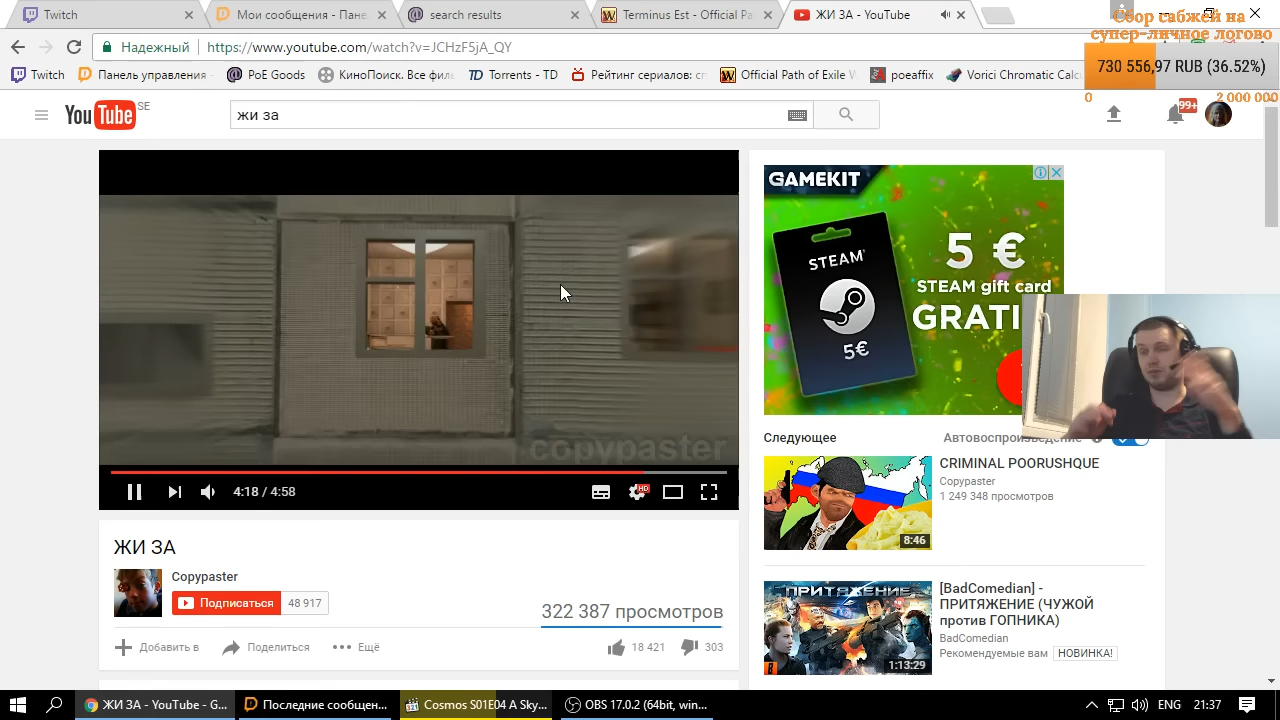 Twitch
Мои сообщения - Пане
search results
Terminus Est - Official Pa
ЖИ ЗА - YouTube
Сбор сабжей на
супер-личное логово
Надежный
https://www.youtube.com/watch?v=JCHzF5jA_QY
730 556,97 RUB (36.52%)
0
2 000 000
Twitch
Панель управления
PoE Goods
КиноПоиск. Все фил
Torrents - TD
Рейтинг сериалов: сп
Official Path of Exile W
poeaffix
Vorici Chromatic Calc
YouTube
SE
жи за
99+
GAMEKIT
STEAM
5€
5 €
STEAM gift card
GRATI
copypaster
4:18 / 4:58
HD
ЖИ ЗА
Copypaster
Подписаться
48 917
322 387 просмотров
Добавить в
Поделиться
Ещё
18 421
303
Следующее
Автовоспроизведение
CRIMINAL POORUSHQUE
Copypaster
1 249 348 просмотров
8:46
ПРИТЯЖЕНИЕ
1:13:29
[BadComedian] -
ПРИТЯЖЕНИЕ (ЧУЖОЙ
против ГОПНИКА)
BadComedian
Рекомендуемые вам
НОВИНКА!
ЖИ ЗА - YouTube - G...
Последние сообщен...
Cosmos S01E04 A Sky...
OBS 17.0.2 (64bit, win...
ENG
21:37